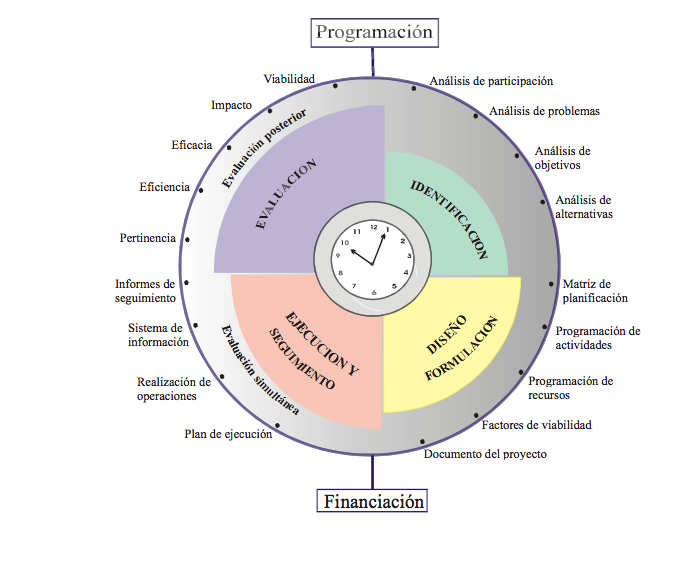 Programación
Viabilidad
Análisis de participación
Impacto
Análisis de problemas
Evaluación posterior
Eficacia
Análisis de
objetivos
EVALUACION
IDENTIFICACION
Eficiencia
Análisis de
alternativas
Pertinencia
12
1
2
3
4
5
6
7
8
9
10
11
Informes de
seguimiento
Matriz de
planificación
Sistema de
información
EJECUCION Y
SEGUIMIENTO
DISEÑO
FORMULACION
Programación de
actividades
Evaluación simultánea
Realización de
operaciones
Programación de
recursos
Plan de ejecución
Factores de viabilidad
Documento del proyecto
Financiación